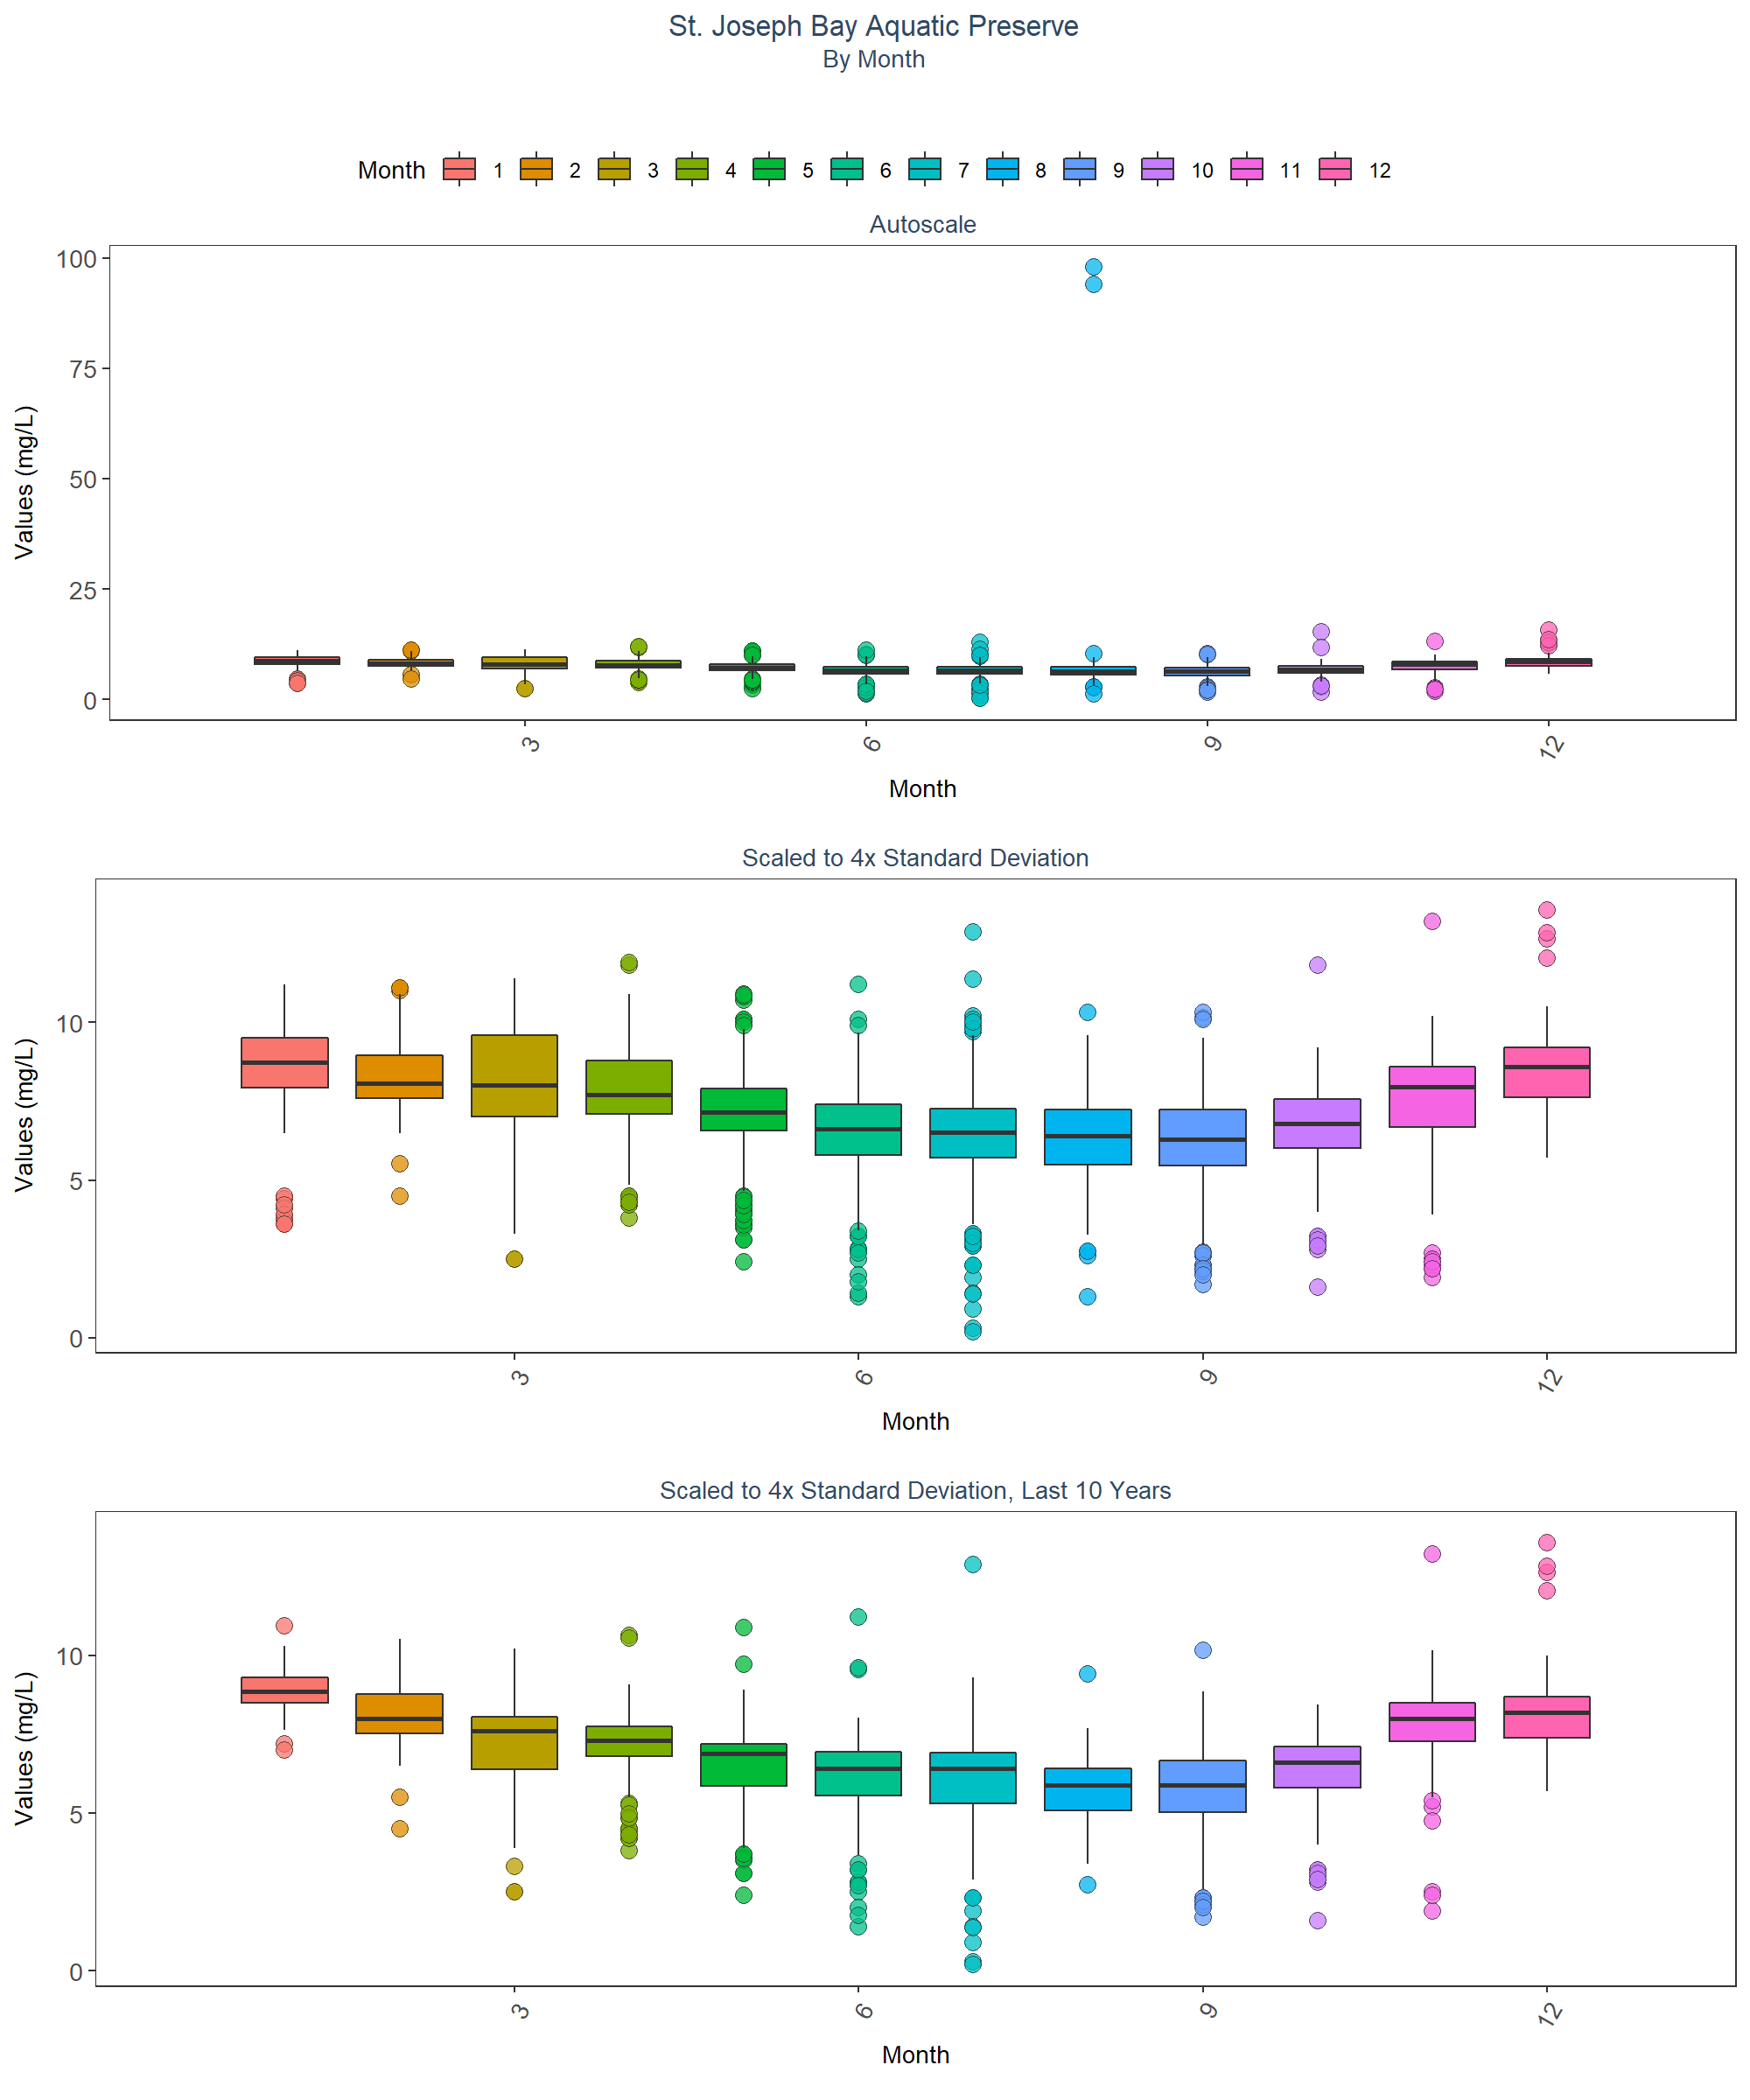 St. Joseph Bay Aquatic Preserve
By Month
Month 1 2 3 4 5 6 7 8 9 10 11 12
Autoscale
Values (mg/L)
100
75
50
25
0
3 6 9 12
Month
Scaled to 4x Standard Deviation
Values (mg/L)
10
5
0
3 6 9 12
Month
Scaled to 4x Standard Deviation, Last 10 Years
Values (mg/L)
10
5
0
3 6 9 12
Month